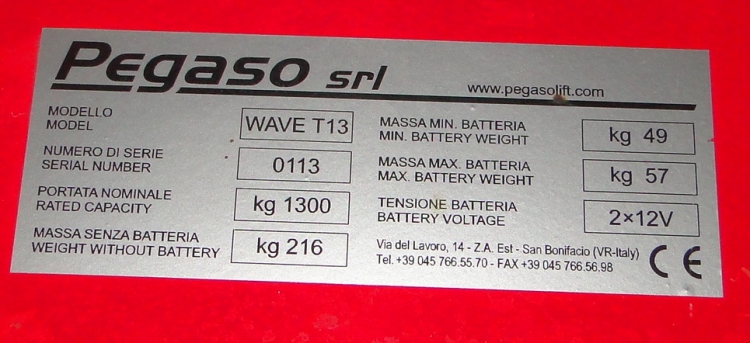 Pegaso srl
www.pegasolift.com
MODELLO
MODEL
WAVE T13
NUMERO DI SERIE
SERIAL NUMBER
0113
PORTATA NOMINALE
RATED CAPACITY
kg 1300
MASSA SENZA BATTERIA
WEIGHT WITHOUT BATTERY
kg 216
MASSA MIN. BATTERIA
MIN. BATTERY WEIGHT
kg 49
MASSA MAX. BATTERIA
MAX. BATTERY WEIGHT
kg 57
TENSIONE BATTERIA
BATTERY VOLTAGE
2×12V
Via del Lavoro, 14 - Z.A. Est - San Bonifacio (VR-Italy)
Tel. +39 045 766.55.70 - FAX +39 045 766.56.98
CE